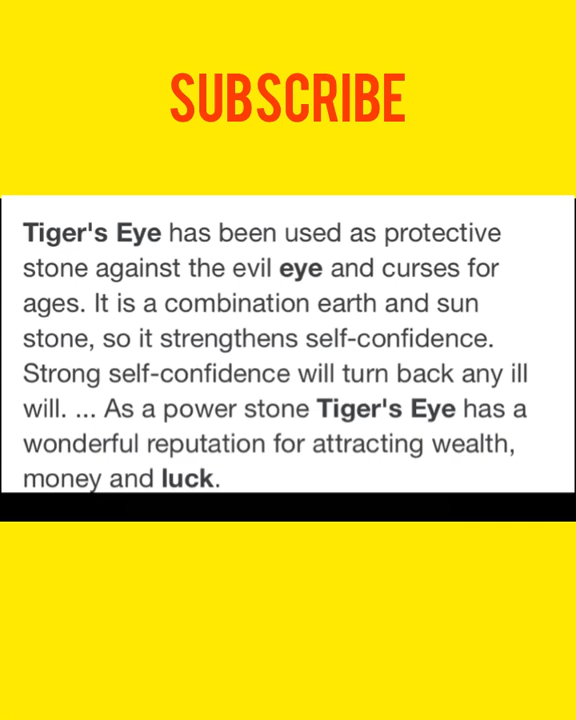 SUBSCRIBE
Tiger's Eye has been used as protective
stone against the evil eye and curses for
ages. It is a combination earth and sun
stone, so it strengthens self-confidence.
Strong self-confidence will turn back any ill
will. ... As a power stone Tiger's Eye has a
wonderful reputation for attracting wealth,
money and luck.